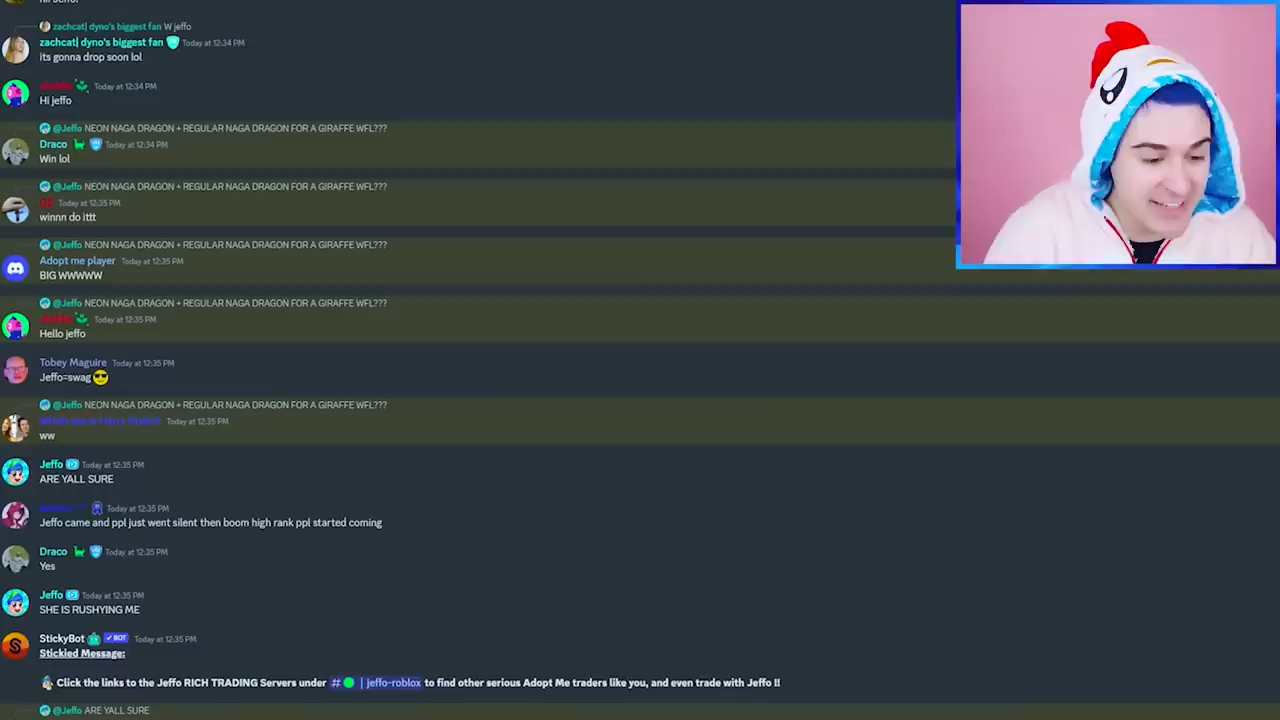 zachcat| dyno's biggest fan W jeffo
zachcat| dyno's biggest fan Today at 12:34 PM
its gonna drop soon lol
Today at 12:34 PM
Hi jeffo
@Jeffo NEON NAGA DRAGON + REGULAR NAGA DRAGON FOR A GIRAFFE WFL???
Draco Today at 12:34 PM
Win lol
@Jeffo NEON NAGA DRAGON + REGULAR NAGA DRAGON FOR A GIRAFFE WFL???
Today at 12:35 PM
winnn do ittt
@Jeffo NEON NAGA DRAGON + REGULAR NAGA DRAGON FOR A GIRAFFE WFL???
Adopt me player Today at 12:35 PM
BIG WWWWW
@Jeffo NEON NAGA DRAGON + REGULAR NAGA DRAGON FOR A GIRAFFE WFL???
Today at 12:35 PM
Hello jeffo
Tobey Maguire Today at 12:35 PM
Jeffo=swag 😎
@Jeffo NEON NAGA DRAGON + REGULAR NAGA DRAGON FOR A GIRAFFE WFL???
Today at 12:35 PM
ww
Jeffo Today at 12:35 PM
ARE YALL SURE
Today at 12:35 PM
Jeffo came and ppl just went silent then boom high rank ppl started coming
Draco Today at 12:35 PM
Yes
Jeffo Today at 12:35 PM
SHE IS RUSHYING ME
StickyBot ✓ BOT Today at 12:35 PM
Stickied Message:
Click the links to the Jeffo RICH TRADING Servers under # | jeffo-roblox to find other serious Adopt Me traders like you, and even trade with Jeffo !!
@Jeffo ARE YALL SURE